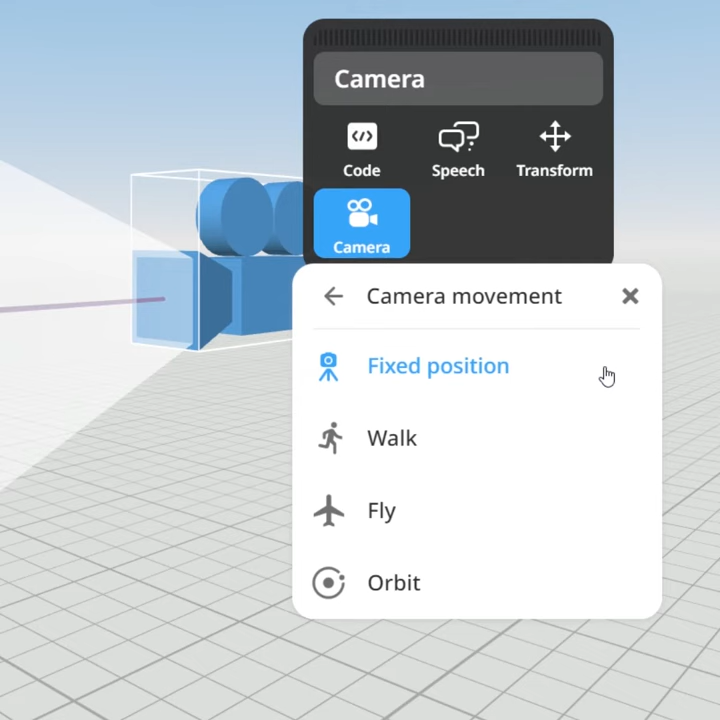 Camera
Code
Speech
Transform
Camera
Camera movement
Fixed position
Walk
Fly
Orbit